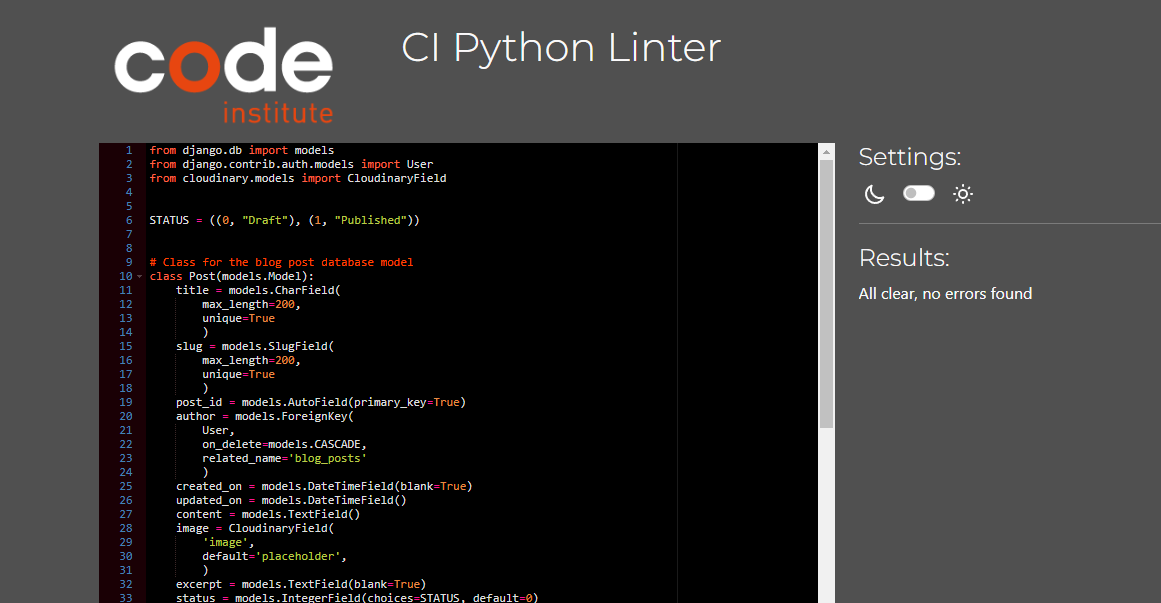 code
institute
CI Python Linter
1 from django.db import models
2 from django.contrib.auth.models import User
3 from cloudinary.models import CloudinaryField
4
5
6 STATUS = ((0, "Draft"), (1, "Published"))
7
8
9 # Class for the blog post database model
10 class Post(models.Model):
11     title = models.CharField(
12         max_length=200,
13         unique=True
14         )
15     slug = models.SlugField(
16         max_length=200,
17         unique=True
18         )
19     post_id = models.AutoField(primary_key=True)
20     author = models.ForeignKey(
21         User,
22         on_delete=models.CASCADE,
23         related_name='blog_posts'
24         )
25     created_on = models.DateTimeField(blank=True)
26     updated_on = models.DateTimeField()
27     content = models.TextField()
28     image = CloudinaryField(
29         'image',
30         default='placeholder',
31         )
32     excerpt = models.TextField(blank=True)
33     status = models.IntegerField(choices=STATUS, default=0)
Settings:
Results:
All clear, no errors found